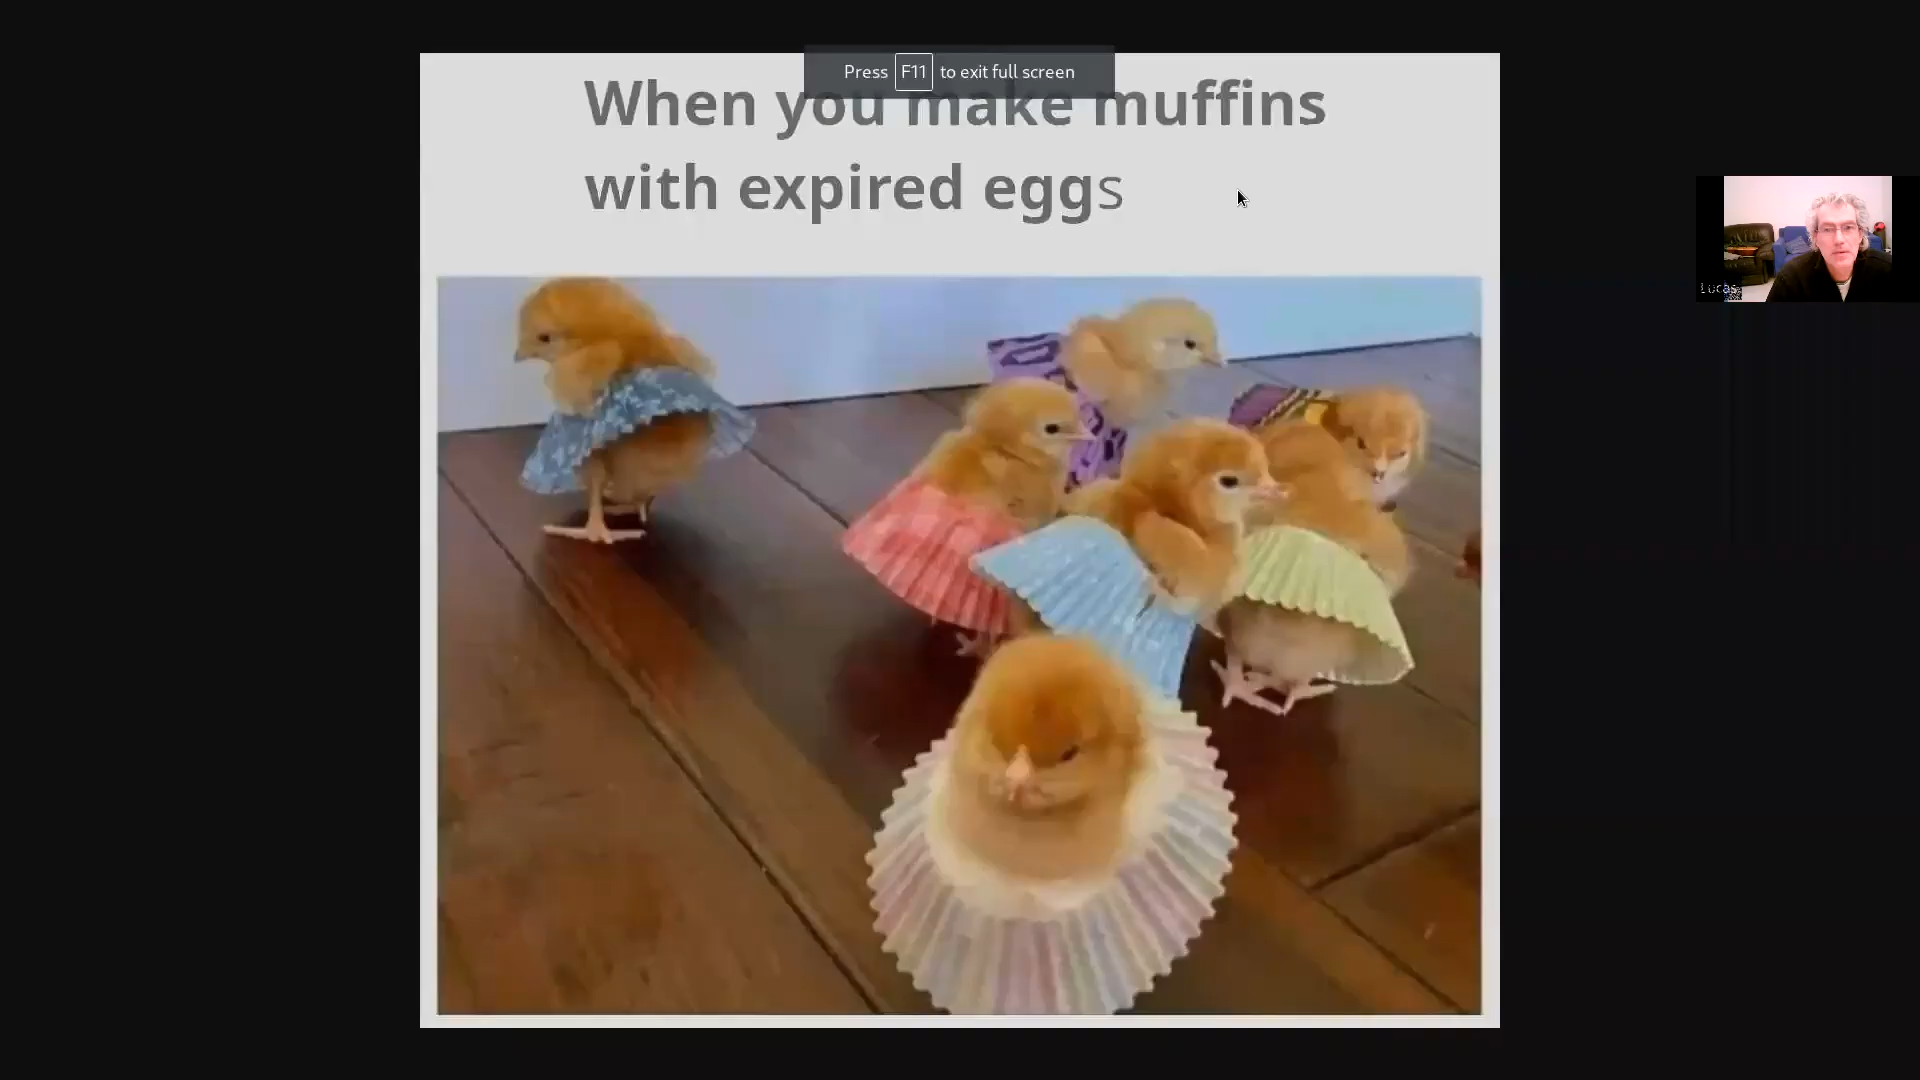 Press F11 to exit full screen
When you make muffins
with expired eggs
Lucas